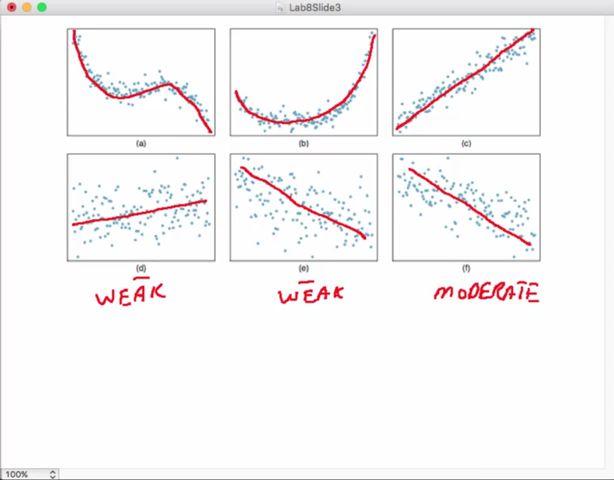 Lab8Slide3
(a) (b) (c)
(d) (e) (f)
WEAK WEAK MODERATE
100%